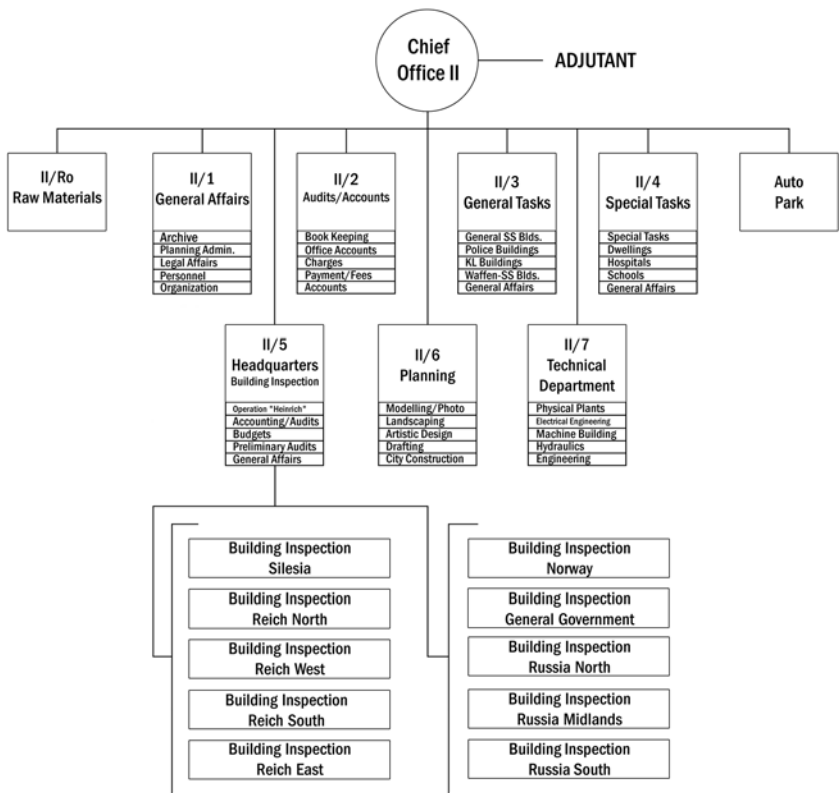 Chief
Office II
ADJUTANT
II/Ro
Raw Materials
II/1
General Affairs
Archive
Planning Admin.
Legal Affairs
Personnel
Organization
II/2
Audits/Accounts
Book Keeping
Office Accounts
Charges
Payment/Fees
Accounts
II/3
General Tasks
General SS Blds.
Police Buildings
KL Buildings
Waffen-SS Blds.
General Affairs
II/4
Special Tasks
Special Tasks
Dwellings
Hospitals
Schools
General Affairs
Auto
Park
II/5
Headquarters
Building Inspection
Operation "Heinrich"
Accounting/Audits
Budgets
Preliminary Audits
General Affairs
II/6
Planning
Modelling/Photo
Landscaping
Artistic Design
Drafting
City Construction
II/7
Technical
Department
Physical Plants
Electrical Engineering
Machine Building
Hydraulics
Engineering
Building Inspection
Silesia
Building Inspection
Reich North
Building Inspection
Reich West
Building Inspection
Reich South
Building Inspection
Reich East
Building Inspection
Norway
Building Inspection
General Government
Building Inspection
Russia North
Building Inspection
Russia Midlands
Building Inspection
Russia South